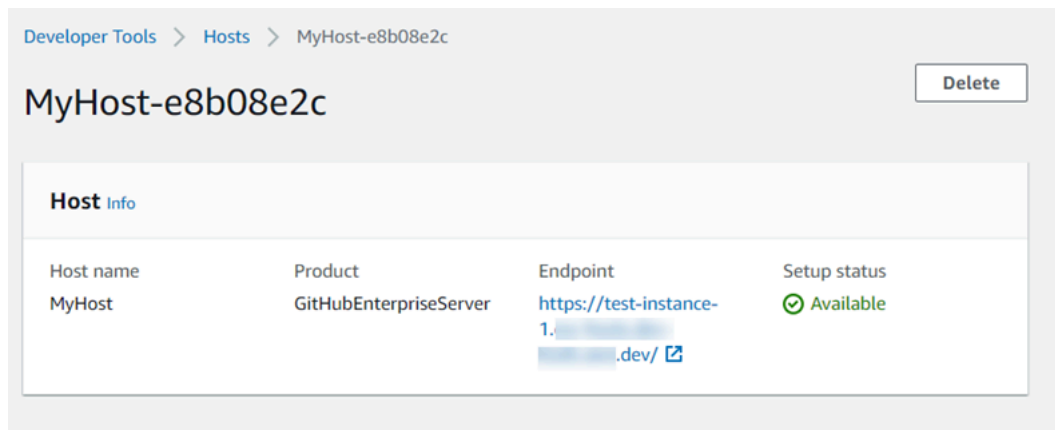 Developer Tools > Hosts > MyHost-e8b08e2c
MyHost-e8b08e2c
Delete
Host Info
Host name
MyHost
Product
GitHubEnterpriseServer
Endpoint
https://test-instance-
1.
.dev/
Setup status
Available